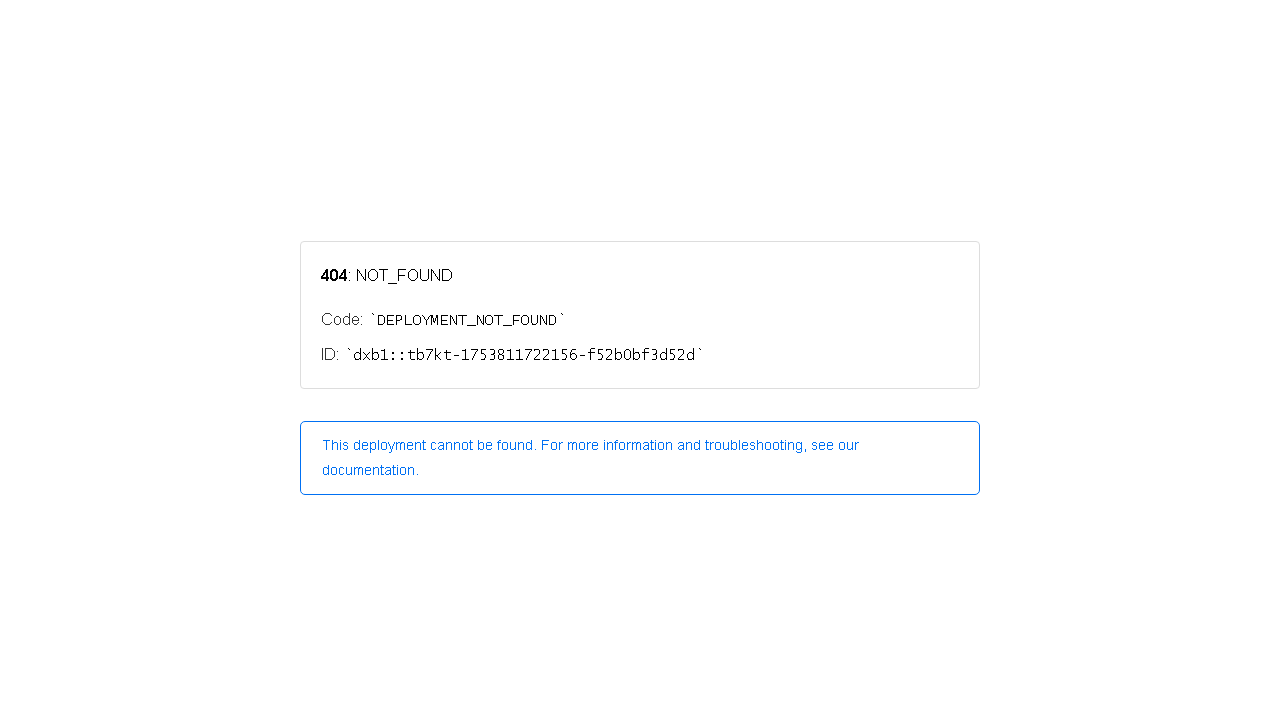 404: NOT_FOUND
Code: `DEPLOYMENT_NOT_FOUND`
ID: `dxb1::tb7kt-1753811722156-f52b0bf3d52d`
This deployment cannot be found. For more information and troubleshooting, see our
documentation.